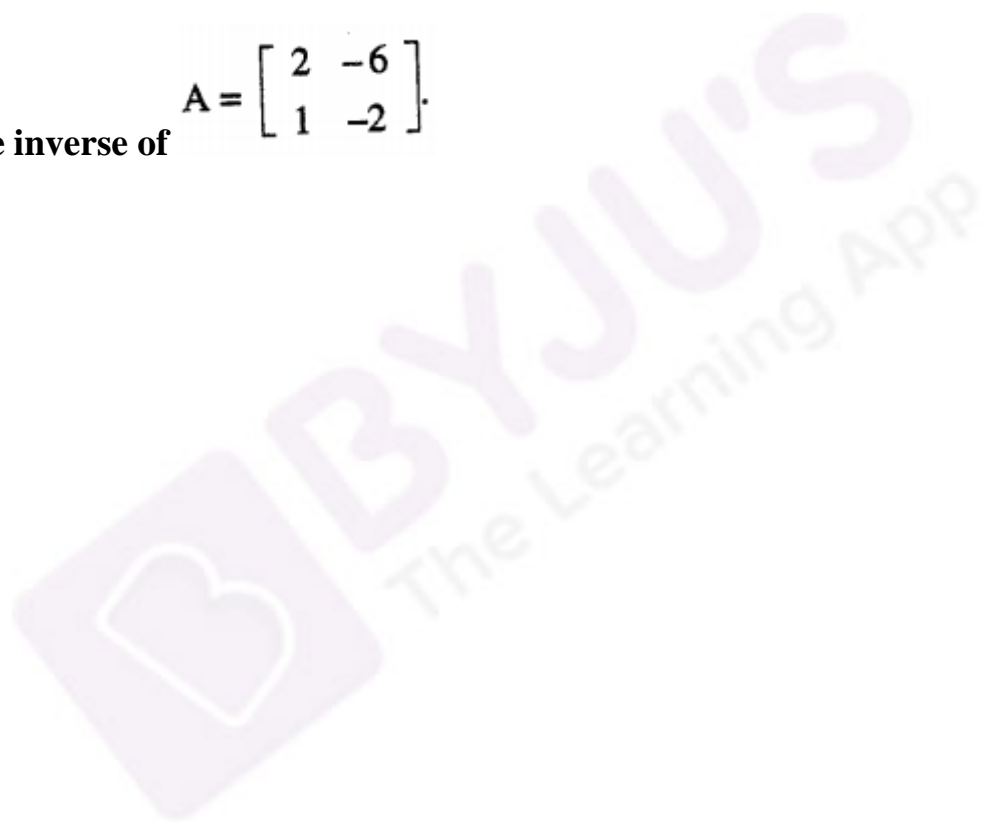 A = [ 2 −6
1 −2 ].
inverse of
BYJU'S
The Learning App